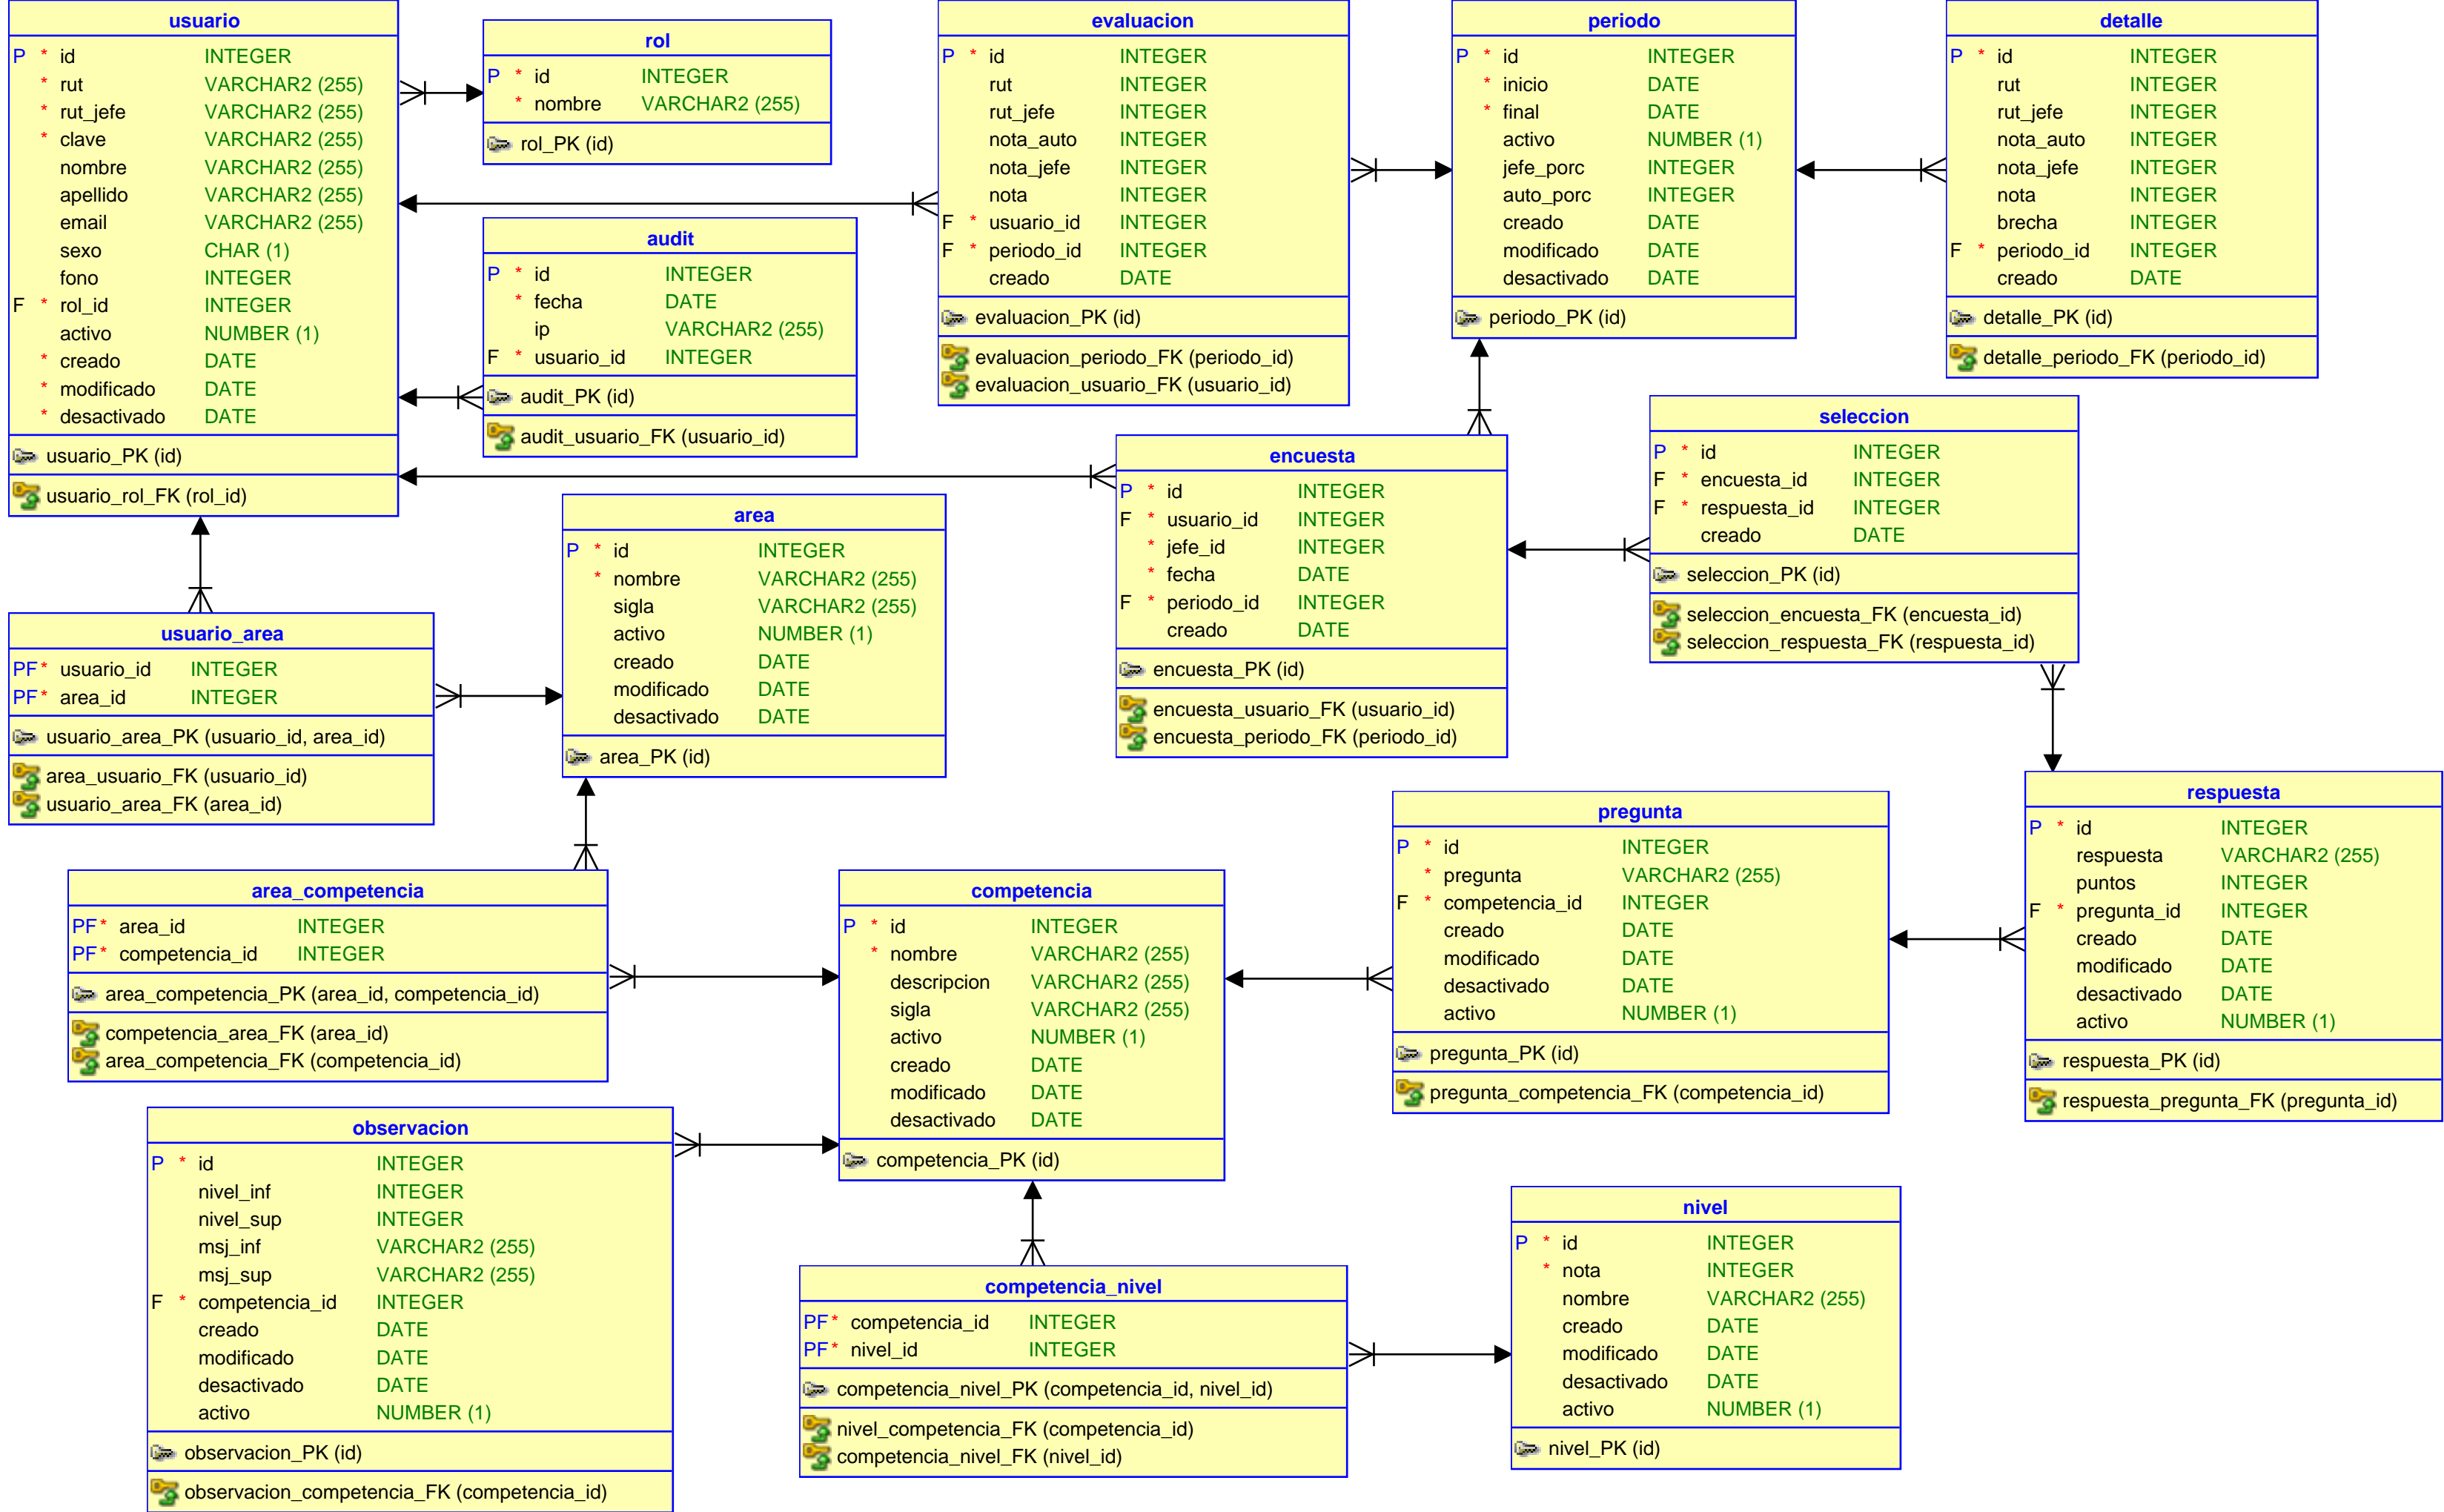 usuario
P * id INTEGER
* rut VARCHAR2 (255)
* rut_jefe VARCHAR2 (255)
* clave VARCHAR2 (255)
nombre VARCHAR2 (255)
apellido VARCHAR2 (255)
email VARCHAR2 (255)
sexo CHAR (1)
fono INTEGER
F * rol_id INTEGER
activo NUMBER (1)
* creado DATE
* modificado DATE
* desactivado DATE
usuario_PK (id)
usuario_rol_FK (rol_id)
rol
P * id INTEGER
* nombre VARCHAR2 (255)
rol_PK (id)
audit
P * id INTEGER
* fecha DATE
ip VARCHAR2 (255)
F * usuario_id INTEGER
audit_PK (id)
audit_usuario_FK (usuario_id)
evaluacion
P * id INTEGER
rut INTEGER
rut_jefe INTEGER
nota_auto INTEGER
nota_jefe INTEGER
nota INTEGER
F * usuario_id INTEGER
F * periodo_id INTEGER
creado DATE
evaluacion_PK (id)
evaluacion_periodo_FK (periodo_id)
evaluacion_usuario_FK (usuario_id)
periodo
P * id INTEGER
* inicio DATE
* final DATE
activo NUMBER (1)
jefe_porc INTEGER
auto_porc INTEGER
creado DATE
modificado DATE
desactivado DATE
periodo_PK (id)
detalle
P * id INTEGER
rut INTEGER
rut_jefe INTEGER
nota_auto INTEGER
nota_jefe INTEGER
nota INTEGER
brecha INTEGER
F * periodo_id INTEGER
creado DATE
detalle_PK (id)
detalle_periodo_FK (periodo_id)
seleccion
P * id INTEGER
F * encuesta_id INTEGER
F * respuesta_id INTEGER
creado DATE
seleccion_PK (id)
seleccion_encuesta_FK (encuesta_id)
seleccion_respuesta_FK (respuesta_id)
encuesta
P * id INTEGER
F * usuario_id INTEGER
* jefe_id INTEGER
* fecha DATE
F * periodo_id INTEGER
creado DATE
encuesta_PK (id)
encuesta_usuario_FK (usuario_id)
encuesta_periodo_FK (periodo_id)
area
P * id INTEGER
* nombre VARCHAR2 (255)
sigla VARCHAR2 (255)
activo NUMBER (1)
creado DATE
modificado DATE
desactivado DATE
area_PK (id)
usuario_area
PF * usuario_id INTEGER
PF * area_id INTEGER
usuario_area_PK (usuario_id, area_id)
area_usuario_FK (usuario_id)
usuario_area_FK (area_id)
area_competencia
PF * area_id INTEGER
PF * competencia_id INTEGER
area_competencia_PK (area_id, competencia_id)
competencia_area_FK (area_id)
area_competencia_FK (competencia_id)
competencia
P * id INTEGER
* nombre VARCHAR2 (255)
descripcion VARCHAR2 (255)
sigla VARCHAR2 (255)
activo NUMBER (1)
creado DATE
modificado DATE
desactivado DATE
competencia_PK (id)
pregunta
P * id INTEGER
* pregunta VARCHAR2 (255)
F * competencia_id INTEGER
creado DATE
modificado DATE
desactivado DATE
activo NUMBER (1)
pregunta_PK (id)
pregunta_competencia_FK (competencia_id)
respuesta
P * id INTEGER
respuesta VARCHAR2 (255)
puntos INTEGER
F * pregunta_id INTEGER
creado DATE
modificado DATE
desactivado DATE
activo NUMBER (1)
respuesta_PK (id)
respuesta_pregunta_FK (pregunta_id)
observacion
P * id INTEGER
nivel_inf INTEGER
nivel_sup INTEGER
msj_inf VARCHAR2 (255)
msj_sup VARCHAR2 (255)
F * competencia_id INTEGER
creado DATE
modificado DATE
desactivado DATE
activo NUMBER (1)
observacion_PK (id)
observacion_competencia_FK (competencia_id)
competencia_nivel
PF * competencia_id INTEGER
PF * nivel_id INTEGER
competencia_nivel_PK (competencia_id, nivel_id)
nivel_competencia_FK (competencia_id)
competencia_nivel_FK (nivel_id)
nivel
P * id INTEGER
* nota INTEGER
nombre VARCHAR2 (255)
creado DATE
modificado DATE
desactivado DATE
activo NUMBER (1)
nivel_PK (id)